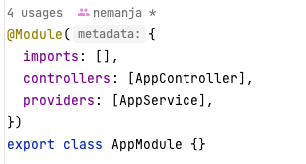 4 usages nemanja *
@Module( metadata: {
  imports: [],
  controllers: [AppController],
  providers: [AppService],
})
export class AppModule {}